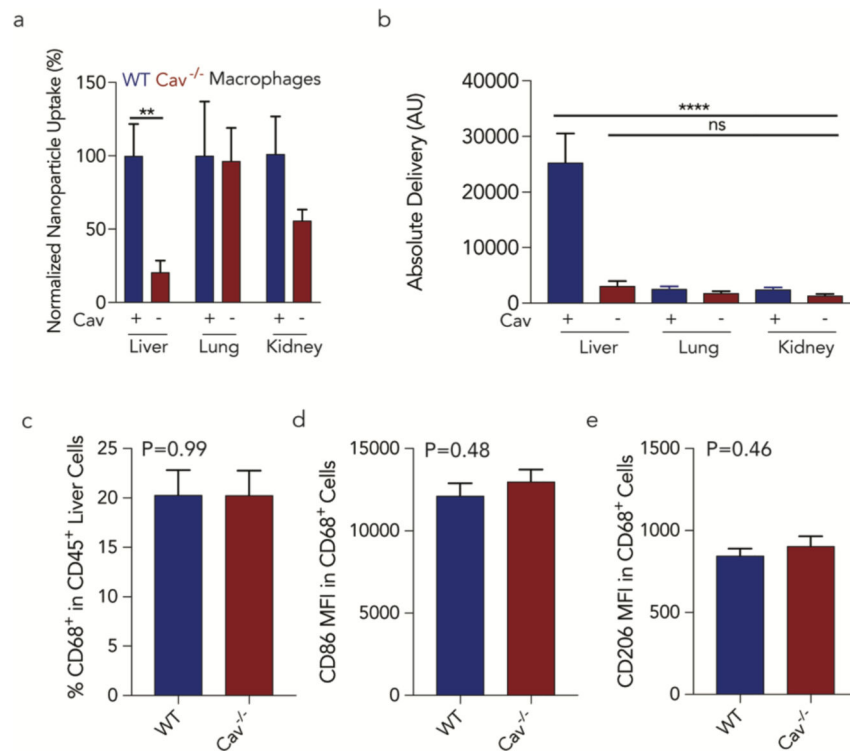 a
Normalized Nanoparticle Uptake (%)
WT Cav-/- Macrophages
150
100
50
0
**
Cav + - + - + -
Liver Lung Kidney
b
Absolute Delivery (AU)
40000
30000
20000
10000
0
****
ns
Cav + - + - + -
Liver Lung Kidney
c
% CD68+ in CD45+ Liver Cells
P=0.99
25
20
15
10
5
0
WT Cav-/-
d
CD86 MFI in CD68+ Cells
P=0.48
15000
10000
5000
0
WT Cav-/-
e
CD206 MFI in CD68+ Cells
P=0.46
1500
1000
500
0
WT Cav-/-